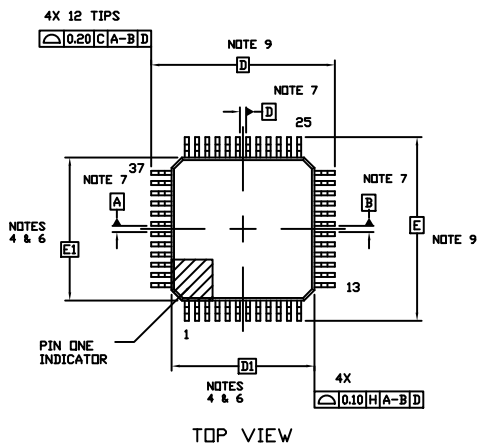 4X 12 TIPS
⌓ 0.20 C A-B D
NOTE 9
D
NOTE 7
D
25
37
NOTE 7
A
NOTE 7
B
NOTES
4 & 6
E1
E
NOTE 9
13
1
PIN ONE
INDICATOR
D1
NOTES
4 & 6
4X
⌓ 0.10 H A-B D
TOP VIEW